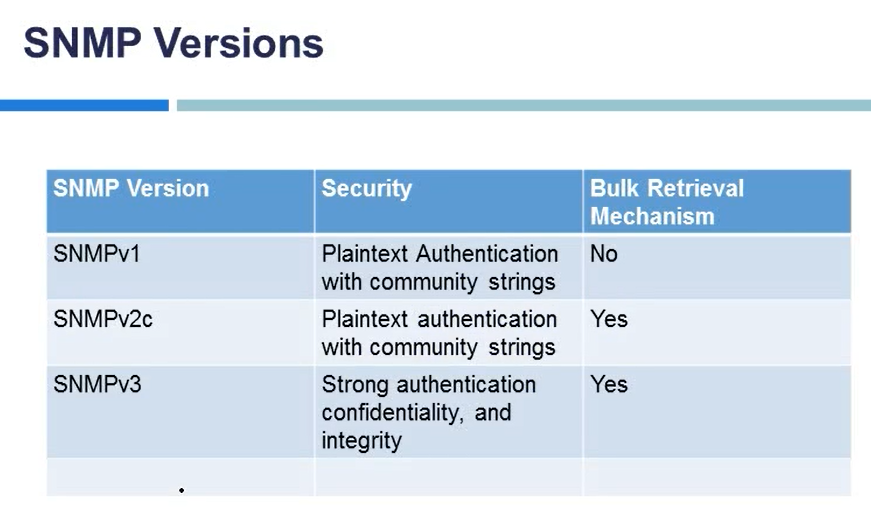 SNMP Versions
SNMP Version
Security
Bulk Retrieval
Mechanism
SNMPv1
Plaintext Authentication
with community strings
No
SNMPv2c
Plaintext authentication
with community strings
Yes
SNMPv3
Strong authentication
confidentiality, and
integrity
Yes